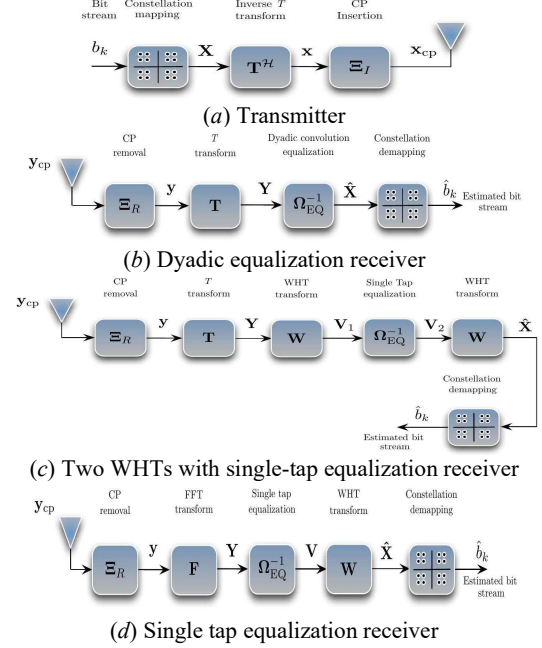 Bit stream
Constellation mapping
Inverse T transform
CP Insertion
b_k
X
T^ℋ
x
Ξ_I
x_cp
(a) Transmitter
CP removal
T transform
Dyadic convolution equalization
Constellation demapping
y_cp
Ξ_R
y
T
Y
Ω_EQ^-1
X̂
b̂_k
Estimated bit stream
(b) Dyadic equalization receiver
CP removal
T transform
WHT transform
Single Tap equalization
WHT transform
y_cp
Ξ_R
y
T
Y
W
V_1
Ω_EQ^-1
V_2
W
X̂
Constellation demapping
b̂_k
Estimated bit stream
(c) Two WHTs with single-tap equalization receiver
CP removal
FFT transform
Single tap equalization
WHT transform
Constellation demapping
y_cp
Ξ_R
y
F
Y
Ω_EQ^-1
V
W
X̂
b̂_k
Estimated bit stream
(d) Single tap equalization receiver